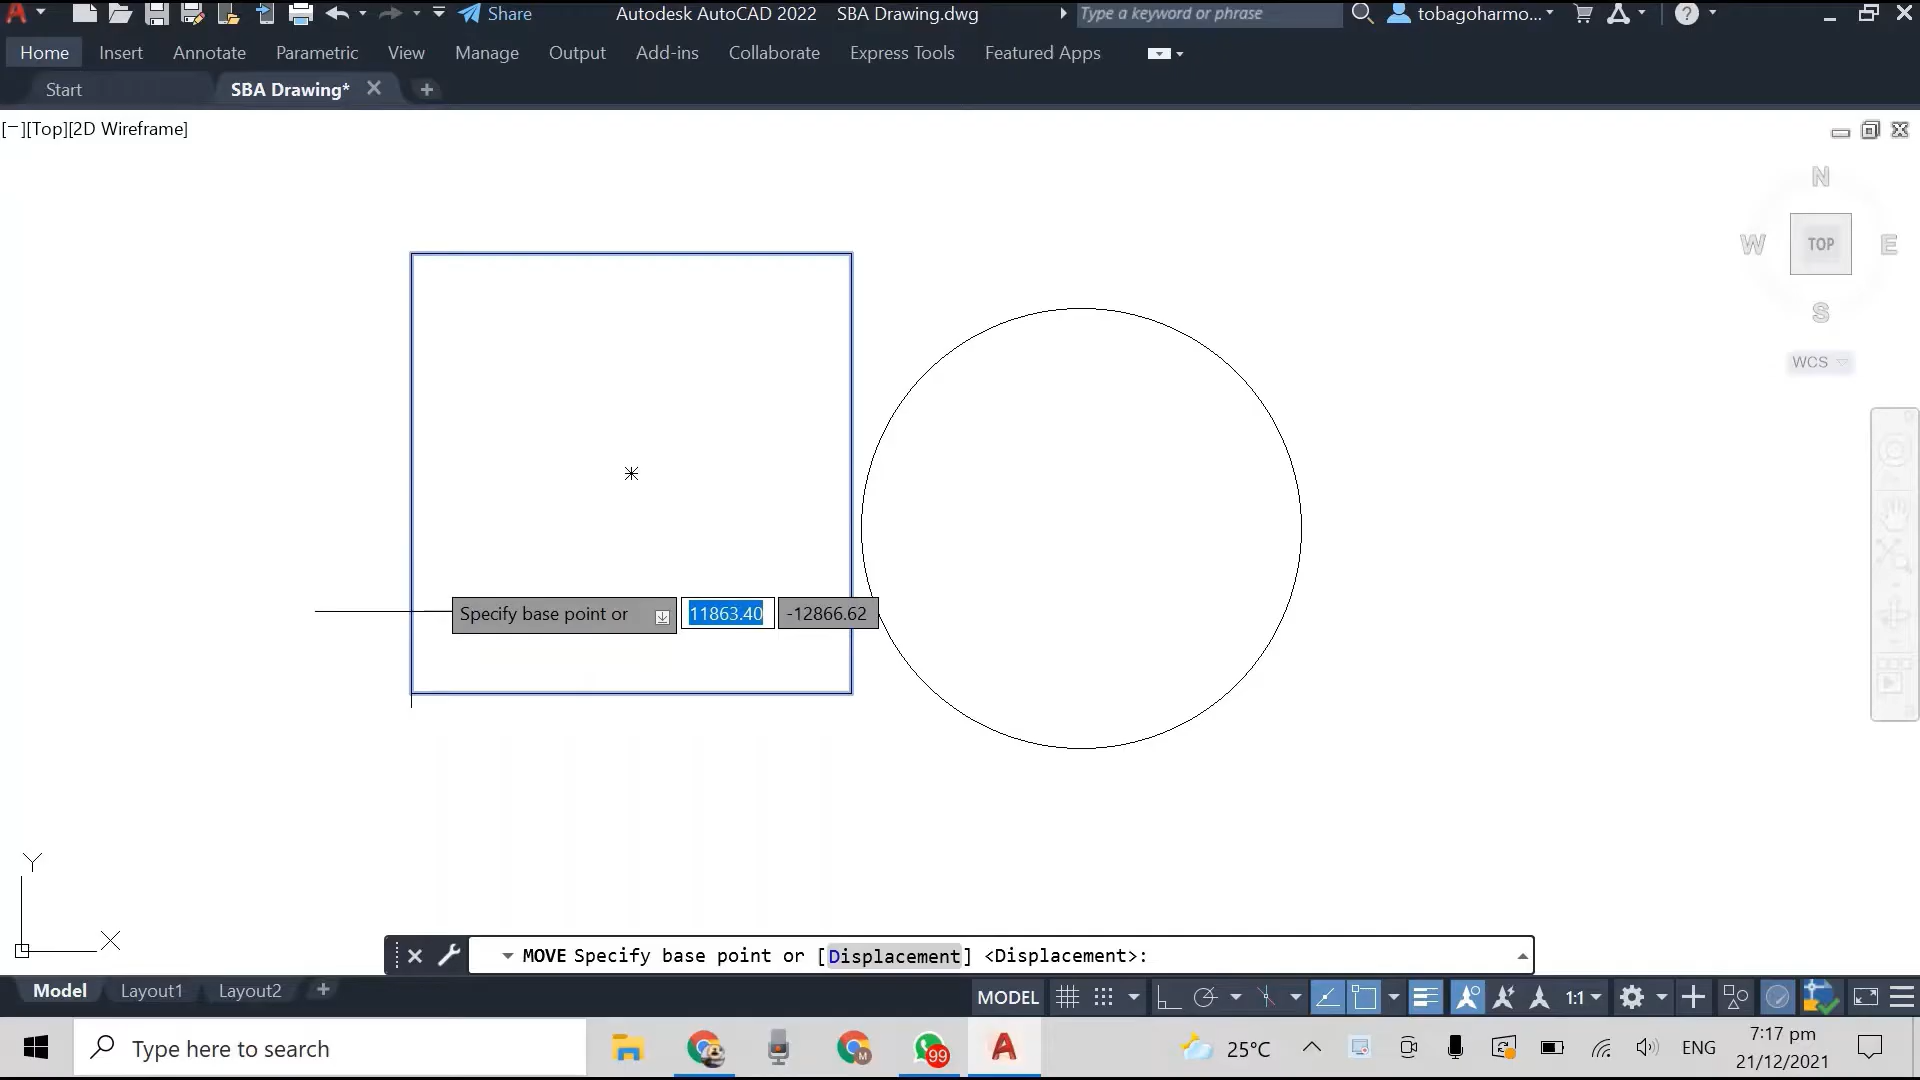 Share
Autodesk AutoCAD 2022 SBA Drawing.dwg
Type a keyword or phrase
tobagoharmo...
Home Insert Annotate Parametric View Manage Output Add-ins Collaborate Express Tools Featured Apps
Start SBA Drawing*
[−][Top][2D Wireframe]
N
W TOP E
S
WCS
Specify base point or 11863.40 -12866.62
Y
X
MOVE Specify base point or [Displacement] <Displacement>:
Model Layout1 Layout2 +
MODEL 1:1
Type here to search
99
M
25°C
ENG
7:17 pm
21/12/2021